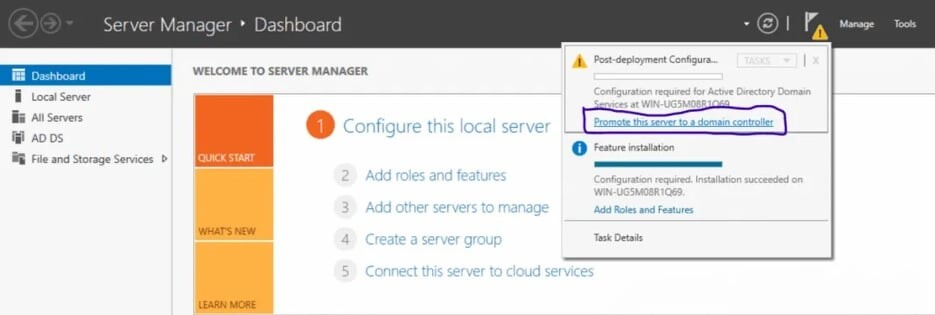 Server Manager ‣ Dashboard
Manage
Tools
Dashboard
Local Server
All Servers
AD DS
File and Storage Services
WELCOME TO SERVER MANAGER
QUICK START
WHAT'S NEW
LEARN MORE
1 Configure this local server
2 Add roles and features
3 Add other servers to manage
4 Create a server group
5 Connect this server to cloud services
Post-deployment Configura...
TASKS
X
Configuration required for Active Directory Domain
Services at WIN-UG5M08R1Q69.
Promote this server to a domain controller
Feature installation
Configuration required. Installation succeeded on
WIN-UG5M08R1Q69.
Add Roles and Features
Task Details